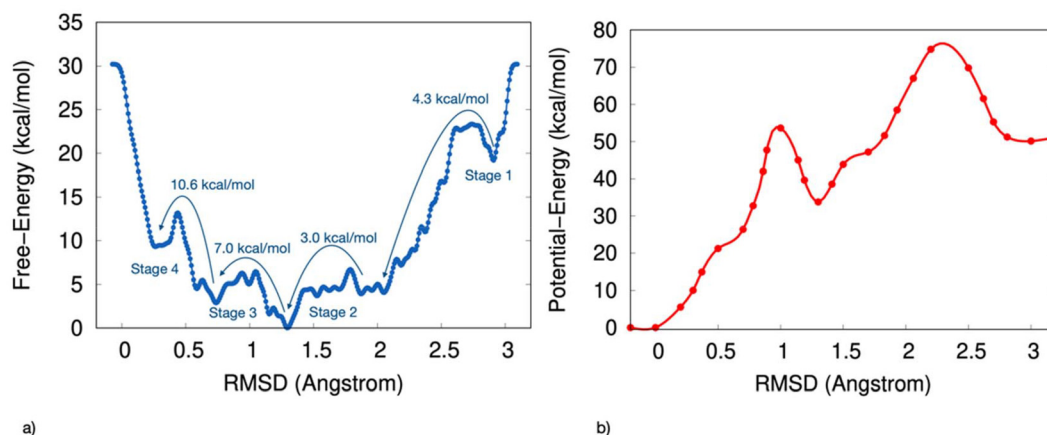 35
30
25
20
15
10
5
0
Free-Energy (kcal/mol)
4.3 kcal/mol
Stage 1
10.6 kcal/mol
7.0 kcal/mol
3.0 kcal/mol
Stage 4
Stage 3
Stage 2
0 0.5 1 1.5 2 2.5 3
RMSD (Angstrom)
a)
80
70
60
50
40
30
20
10
0
Potential-Energy (kcal/mol)
0 0.5 1 1.5 2 2.5 3
RMSD (Angstrom)
b)